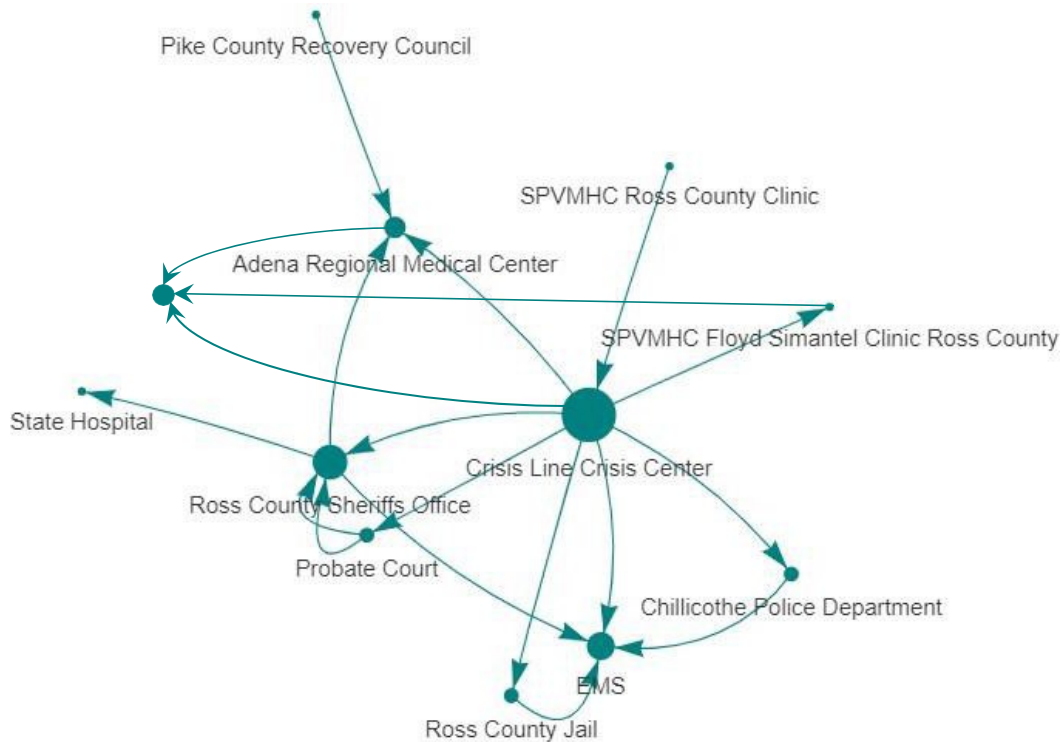 Pike County Recovery Council
SPVMHC Ross County Clinic
Adena Regional Medical Center
SPVMHC Floyd Simantel Clinic Ross County
State Hospital
Crisis Line Crisis Center
Ross County Sheriffs Office
Probate Court
Chillicothe Police Department
EMS
Ross County Jail